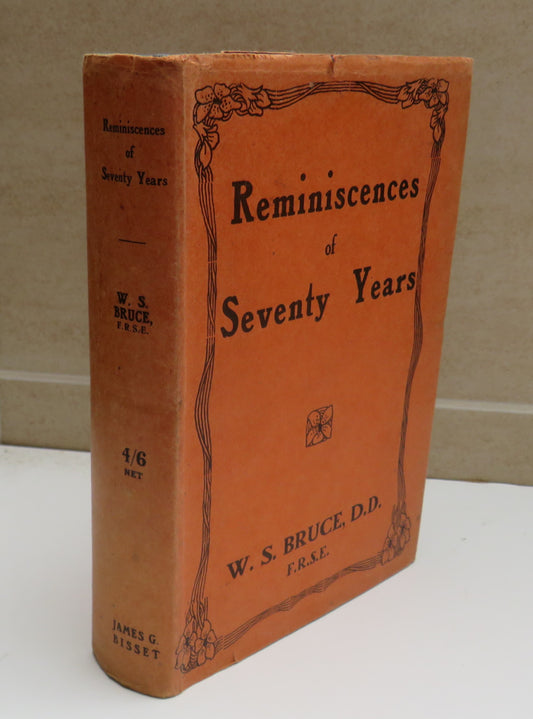 Reminiscences
of
Seventy Years
W. S.
BRUCE,
F.R.S.E.
4/6
NET
JAMES G.
BISSET
Reminiscences
of
Seventy Years
W. S. BRUCE, D.D.
F.R.S.E.